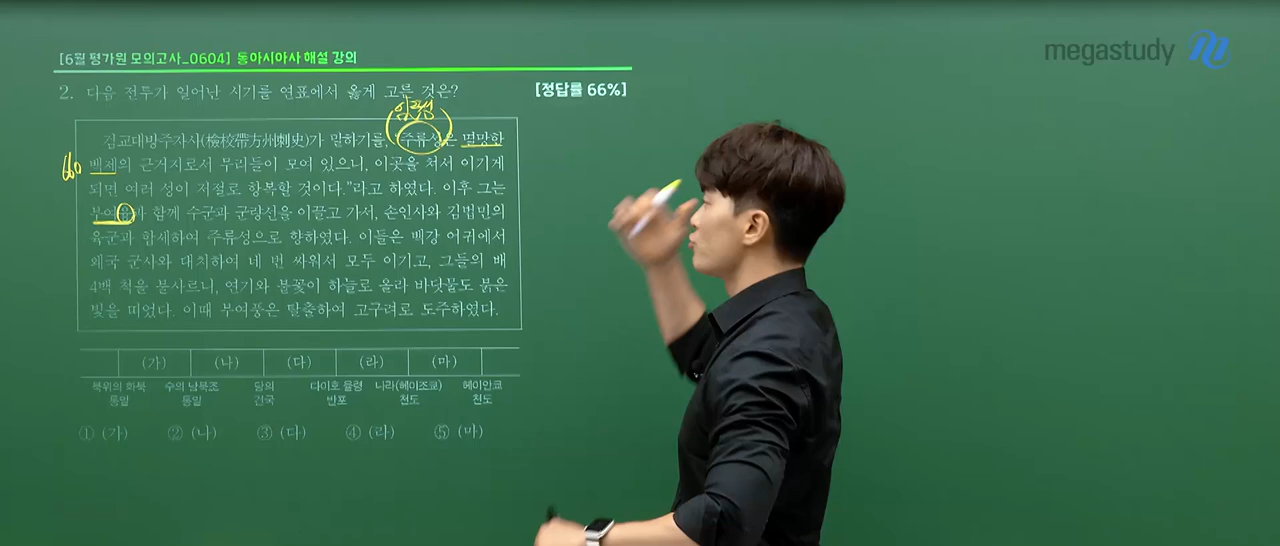 [6월 평가원 모의고사_0604] 동아시아사 해설 강의
megastudy
2. 다음 전투가 일어난 시기를 연표에서 옳게 고른 것은?
[정답률 66%]
임존성
검교대방주자사(檢校帶方州刺史)가 말하기를, "주류성은 멸망한
660
백제의 근거지로서 무리들이 모여 있으니, 이곳을 쳐서 이기게
되면 여러 성이 저절로 항복할 것이다."라고 하였다. 이후 그는
부여융과 함께 수군과 군량선을 이끌고 가서, 손인사와 김법민의
육군과 합세하여 주류성으로 향하였다. 이들은 백강 어귀에서
왜국 군사와 대치하여 네 번 싸워서 모두 이기고, 그들의 배
4백 척을 불사르니, 연기와 불꽃이 하늘로 올라 바닷물도 붉은
빛을 띠었다. 이때 부여풍은 탈출하여 고구려로 도주하였다.
(가) (나) (다) (라) (마)
북위의 화북 수의 남북조 당의 다이호 율령 나라(헤이조쿄) 헤이안쿄
통일 통일 건국 반포 천도 천도
① (가) ② (나) ③ (다) ④ (라) ⑤ (마)